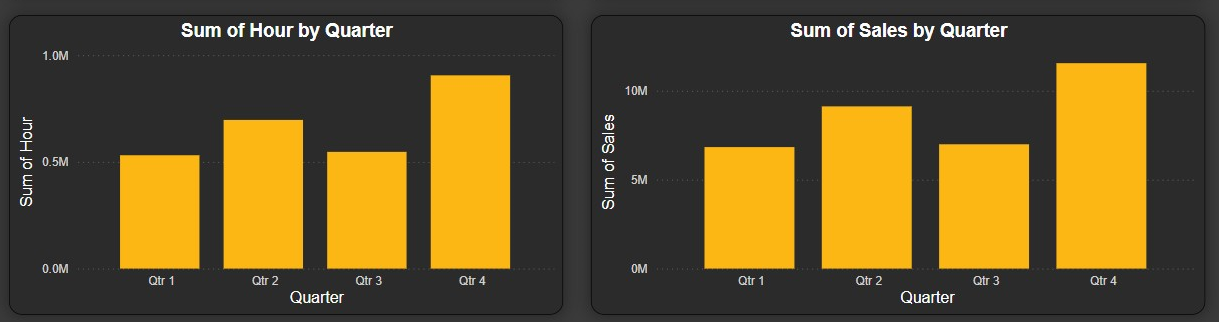 Sum of Hour by Quarter
1.0M
0.5M
0.0M
Sum of Hour
Qtr 1
Qtr 2
Qtr 3
Qtr 4
Quarter
Sum of Sales by Quarter
10M
5M
0M
Sum of Sales
Qtr 1
Qtr 2
Qtr 3
Qtr 4
Quarter